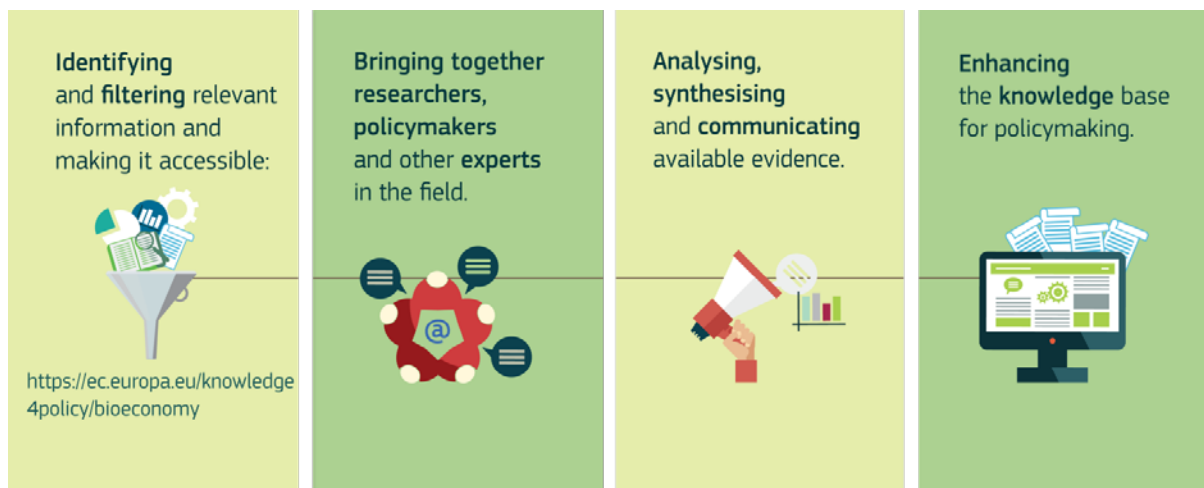 Identifying
and filtering relevant
information and
making it accessible:
https://ec.europa.eu/knowledge
4policy/bioeconomy
Bringing together
researchers,
policymakers
and other experts
in the field.
@
Analysing,
synthesising
and communicating
available evidence.
Enhancing
the knowledge base
for policymaking.